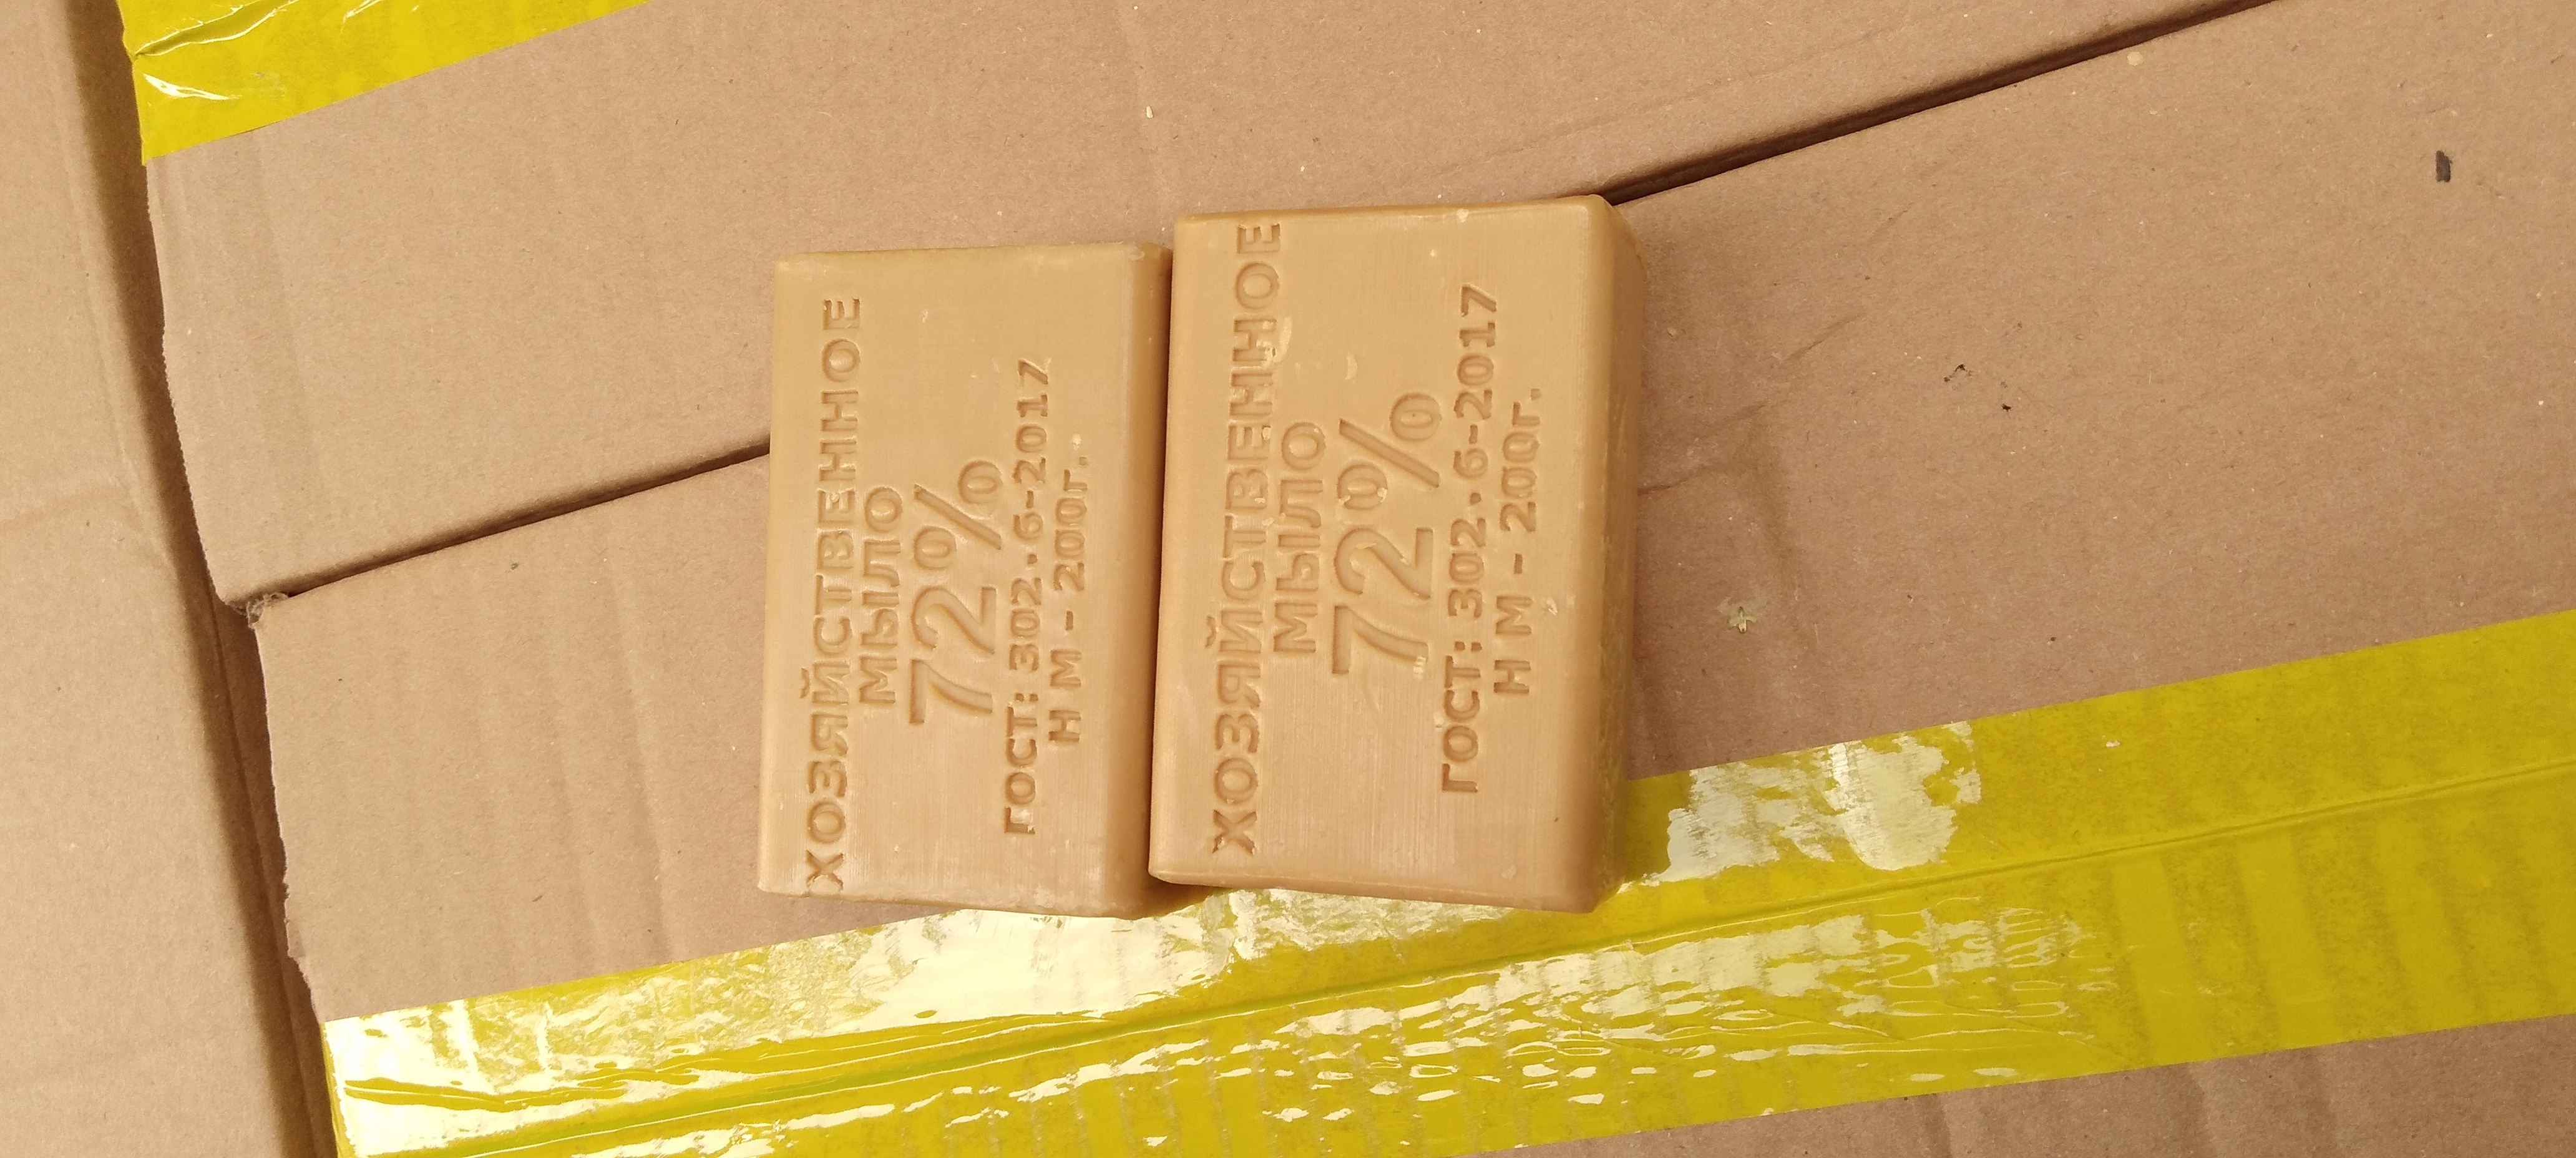 ХОЗЯЙСТВЕННОЕ
МЫЛО
72%
ГОСТ: 302.6-2017
Н М - 200г.
ХОЗЯЙСТВЕННОЕ
МЫЛО
72%
ГОСТ: 302.6-2017
Н М - 200г.